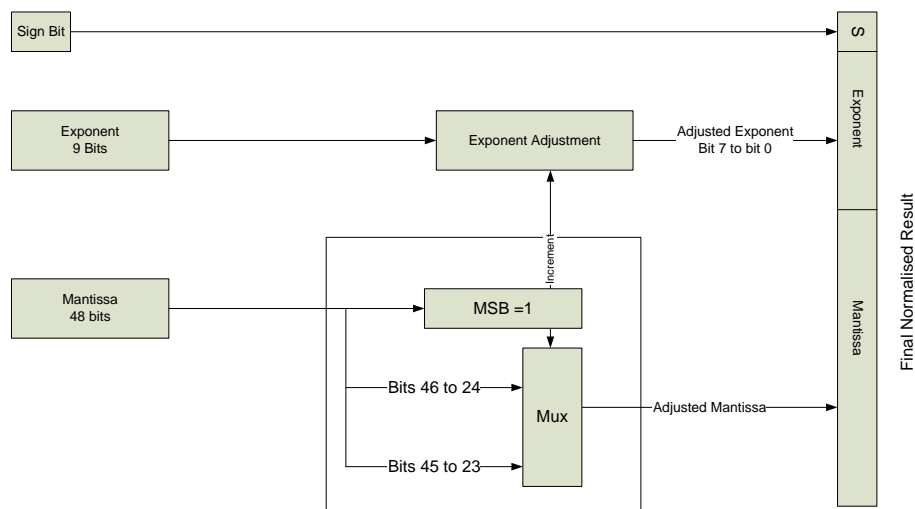 Sign Bit
S
Exponent
9 Bits
Exponent Adjustment
Adjusted Exponent
Bit 7 to bit 0
Exponent
Increment
Mantissa
48 bits
MSB =1
Bits 46 to 24
Mux
Adjusted Mantissa
Bits 45 to 23
Mantissa
Final Normalised Result